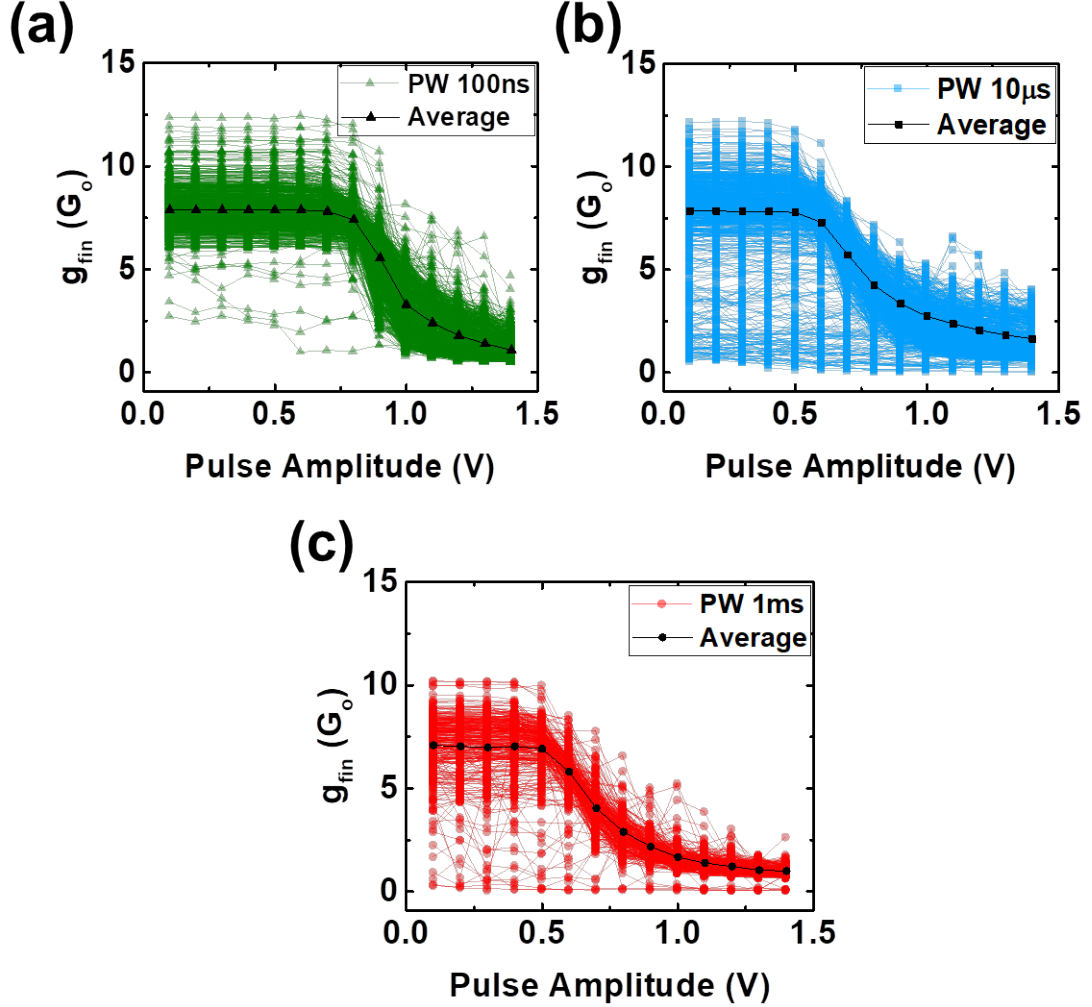 (a)
15
10
5
0
g_fin (G_o)
PW 100ns
Average
0.0 0.5 1.0 1.5
Pulse Amplitude (V)
(b)
15
10
5
0
g_fin (G_o)
PW 10μs
Average
0.0 0.5 1.0 1.5
Pulse Amplitude (V)
(c)
15
10
5
0
g_fin (G_o)
PW 1ms
Average
0.0 0.5 1.0 1.5
Pulse Amplitude (V)